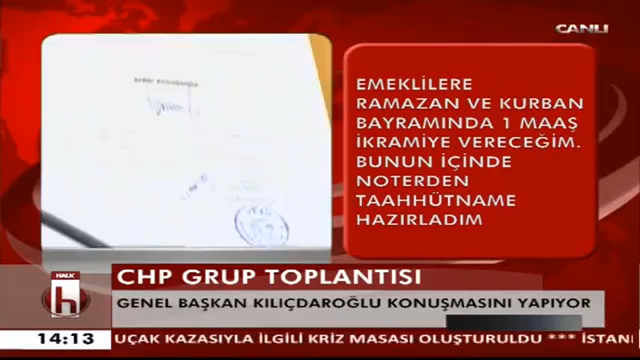 CANLI
EMEKLİLERE
RAMAZAN VE KURBAN
BAYRAMINDA 1 MAAŞ
İKRAMİYE VERECEĞİM.
BUNUN İÇİNDE
NOTERDEN
TAAHHÜTNAME
HAZIRLADIM
HALK
h
CHP GRUP TOPLANTISI
GENEL BAŞKAN KILIÇDAROĞLU KONUŞMASINI YAPIYOR
14:13 UÇAK KAZASIYLA İLGİLİ KRİZ MASASI OLUŞTURULDU *** İSTANI